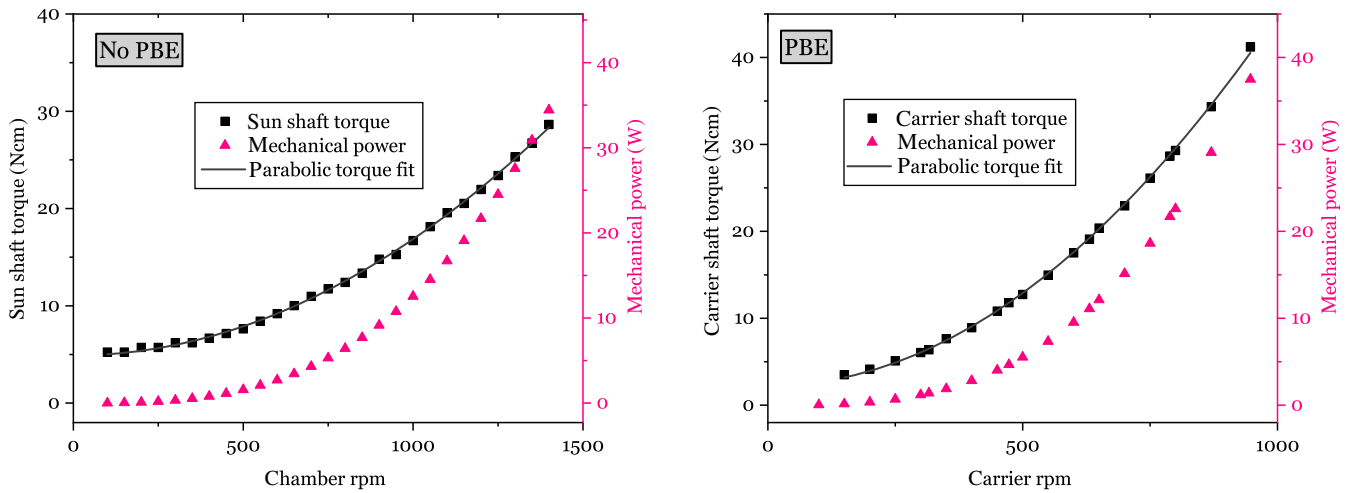 No PBE
Sun shaft torque
Mechanical power
Parabolic torque fit
Sun shaft torque (Ncm)
40
30
20
10
0
Mechanical power (W)
40
30
20
10
0
0 500 1000 1500
Chamber rpm
PBE
Carrier shaft torque
Mechanical power
Parabolic torque fit
Carrier shaft torque (Ncm)
40
30
20
10
0
Mechanical power (W)
40
30
20
10
0
0 500 1000
Carrier rpm